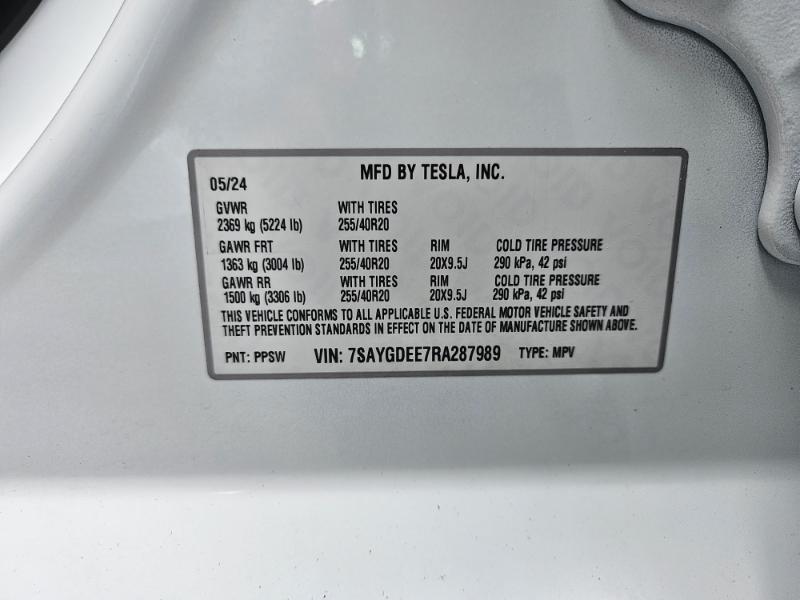 MFD BY TESLA, INC.
05/24
GVWR WITH TIRES
2369 kg (5224 lb) 255/40R20
GAWR FRT WITH TIRES RIM COLD TIRE PRESSURE
1363 kg (3004 lb) 255/40R20 20X9.5J 290 kPa, 42 psi
GAWR RR WITH TIRES RIM COLD TIRE PRESSURE
1500 kg (3306 lb) 255/40R20 20X9.5J 290 kPa, 42 psi
THIS VEHICLE CONFORMS TO ALL APPLICABLE U.S. FEDERAL MOTOR VEHICLE SAFETY AND
THEFT PREVENTION STANDARDS IN EFFECT ON THE DATE OF MANUFACTURE SHOWN ABOVE.
PNT: PPSW VIN: 7SAYGDEE7RA287989 TYPE: MPV